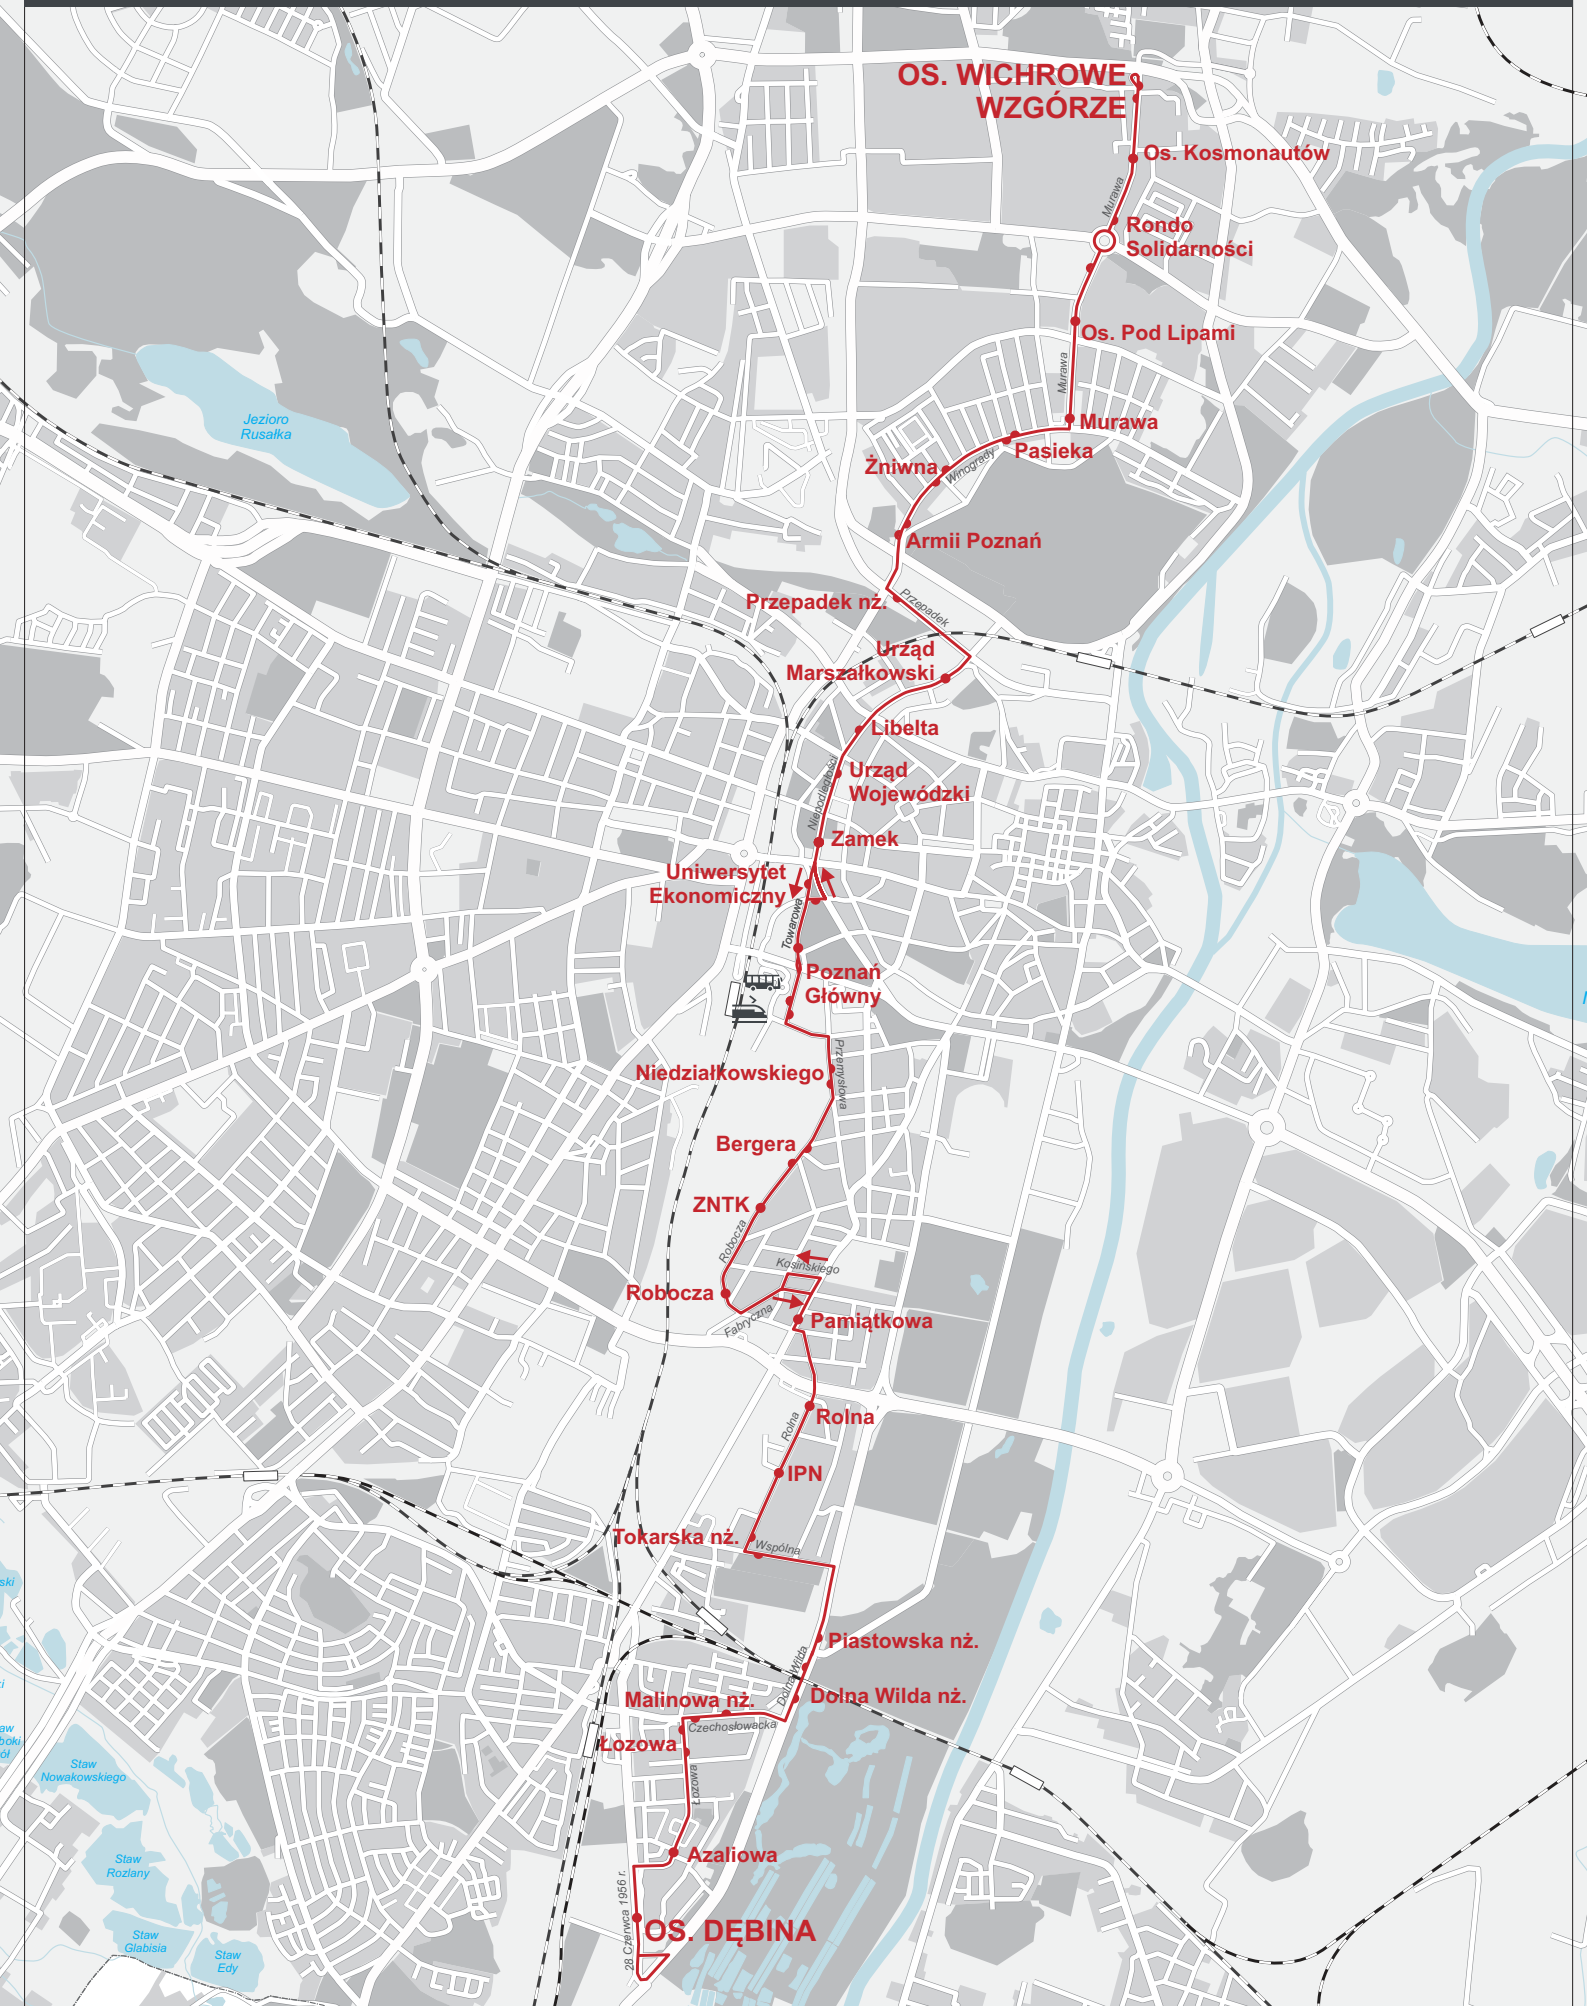 OS. WICHROWE
WZGÓRZE
Os. Kosmonautów
Murawa
Rondo
Solidarności
Os. Pod Lipami
Murawa
Jezioro
Rusałka
Murawa
Pasieka
Żniwna
Winogrady
Armii Poznań
Przepadek nż.
Przepadek
Urząd
Marszałkowski
Libelta
Urząd
Wojewódzki
Niepodległości
Zamek
Uniwersytet
Ekonomiczny
Towarowa
Poznań
Główny
Niedziałkowskiego
Przemysłowa
Bergera
ZNTK
Robocza
Kosińskiego
Robocza
Fabryczna
Pamiątkowa
Rolna
Rolna
IPN
Tokarska nż.
Wspólna
ski
Piastowska nż.
Dolna Wilda
Dolna Wilda nż.
Malinowa nż.
Czechosłowacka
Łozowa
Łozowa
Staw
Nowakowskiego
Azaliowa
Staw
Rozlany
28 Czerwca 1956 r.
OS. DĘBINA
Staw
Glabisia
Staw
Edy